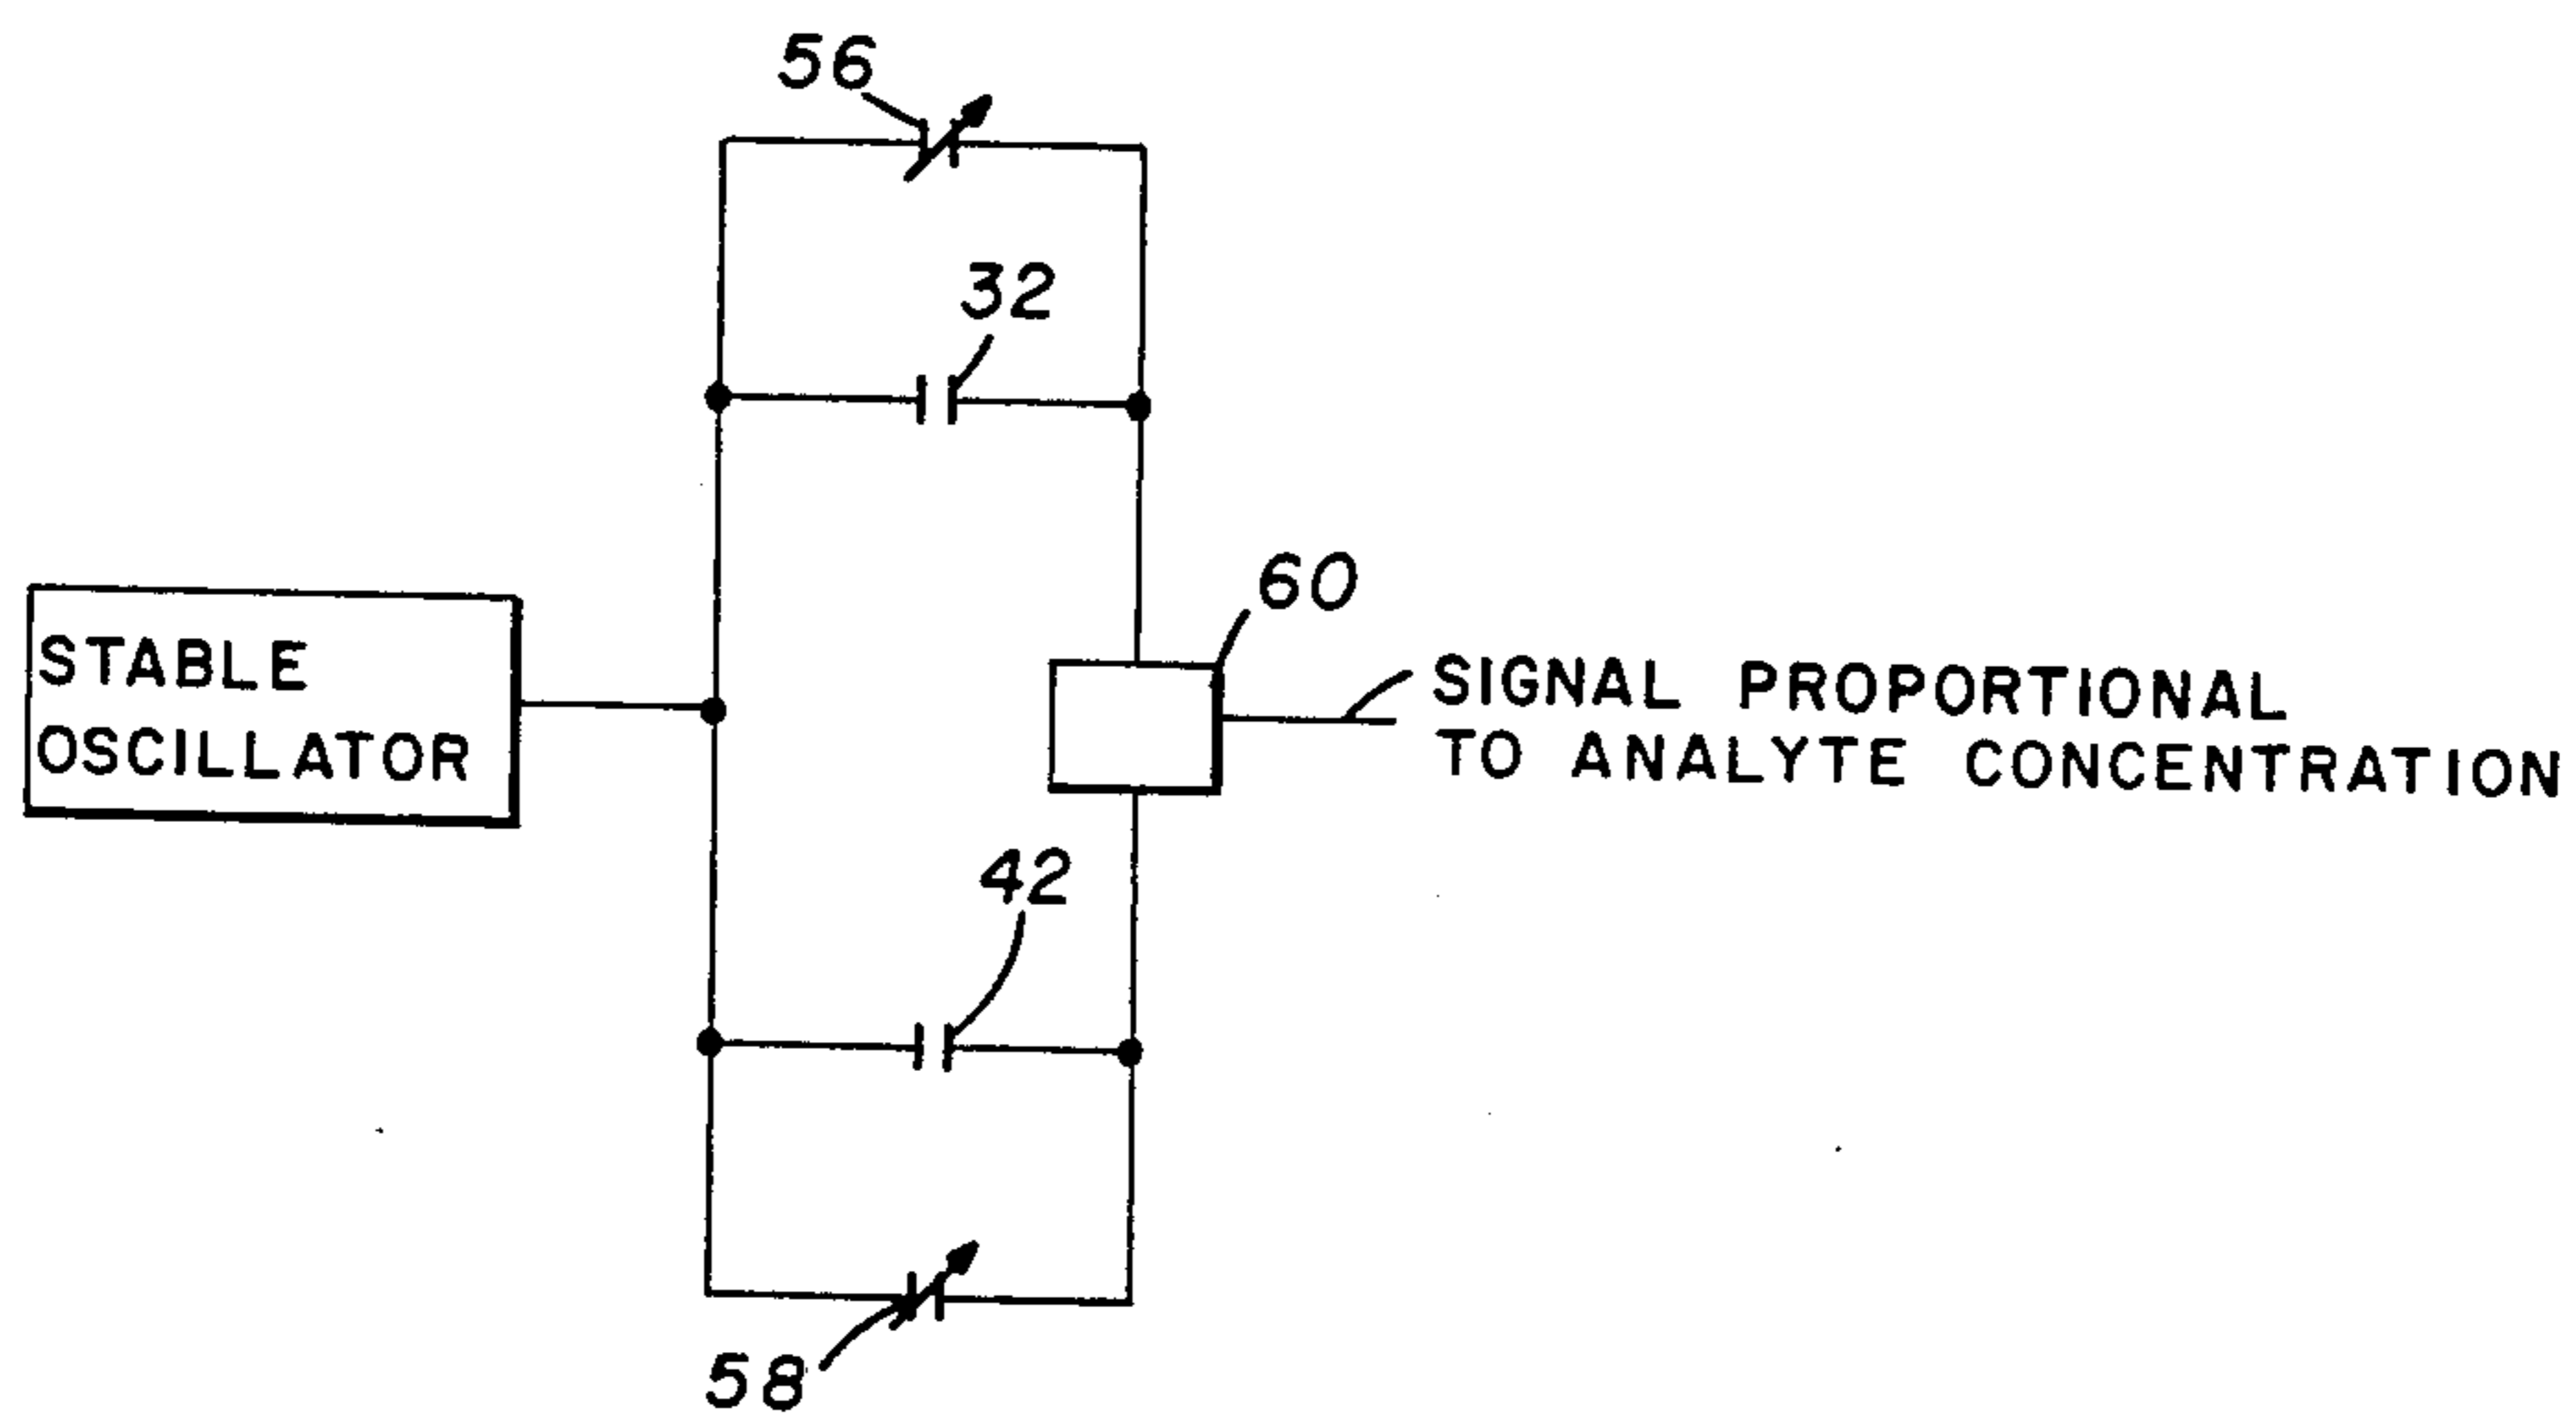 56
32
60
STABLE
OSCILLATOR
SIGNAL PROPORTIONAL
TO ANALYTE CONCENTRATION
42
58